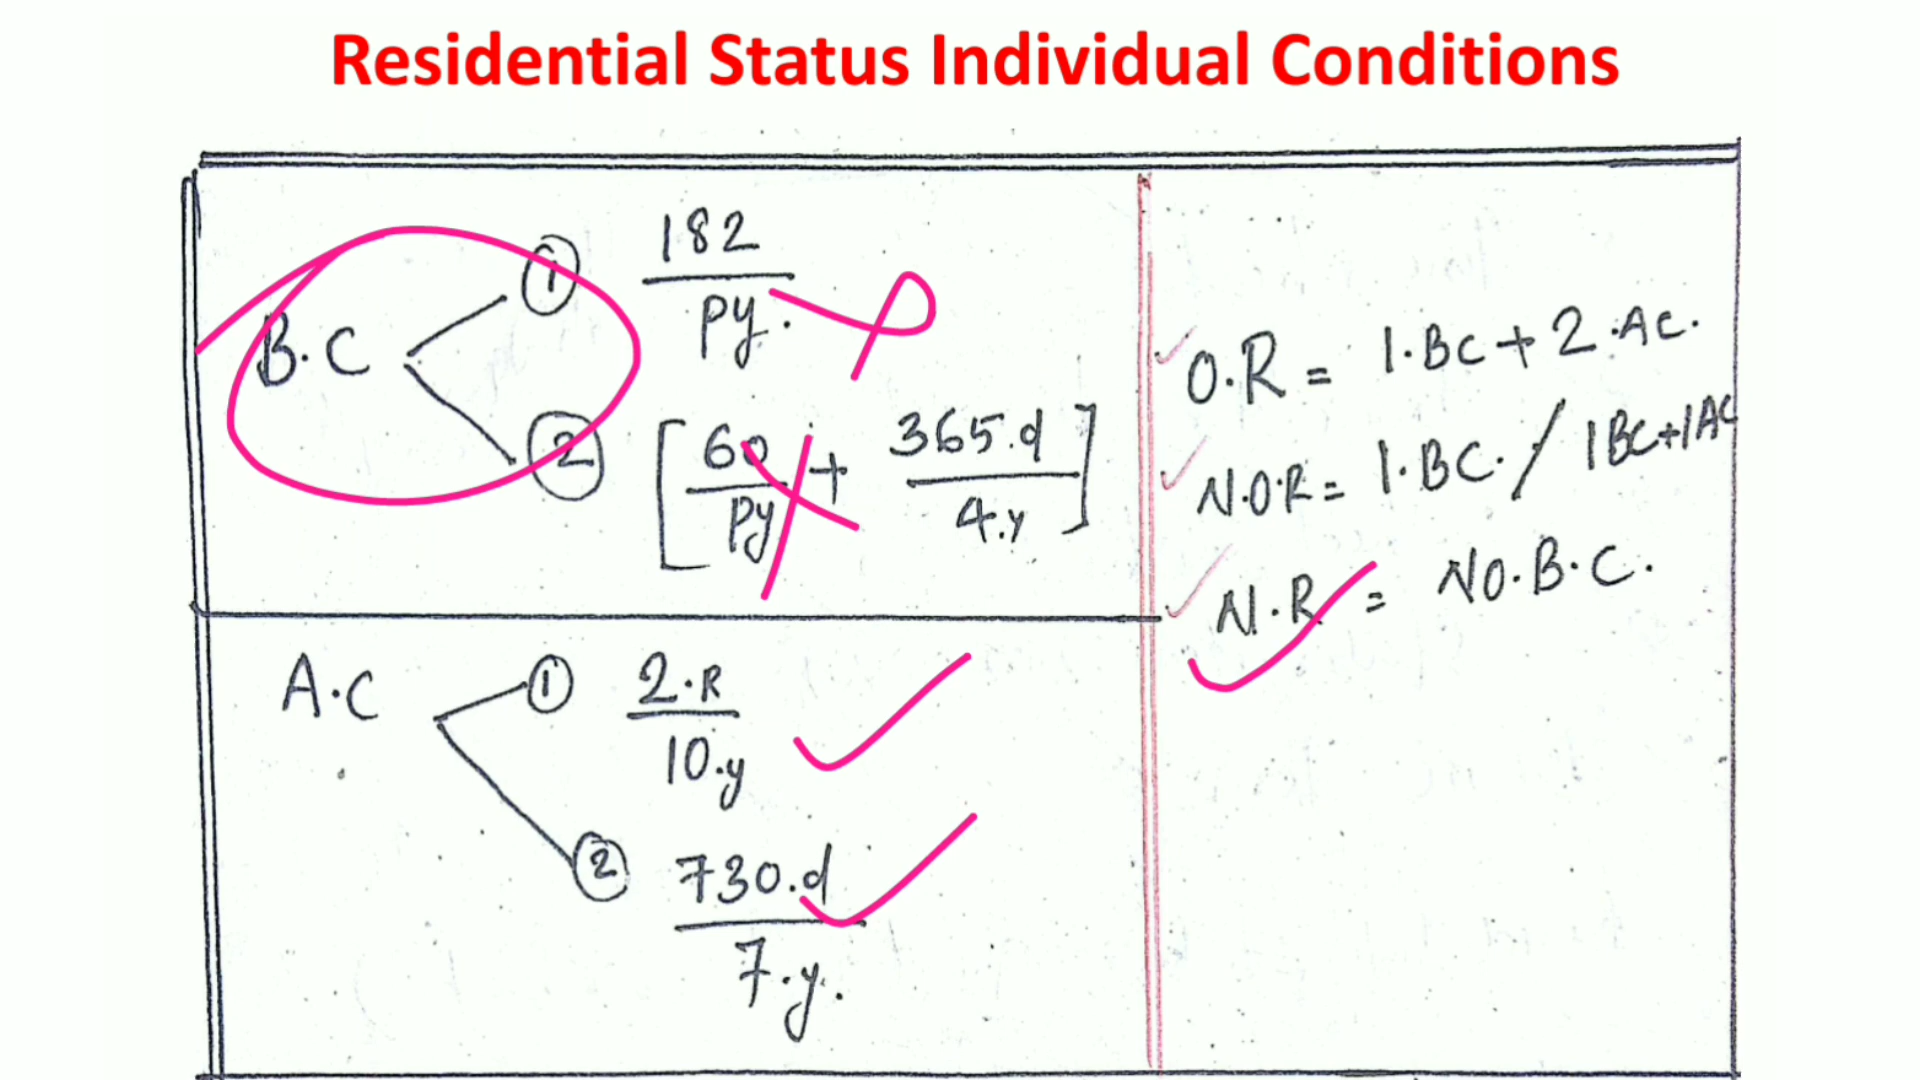 Residential Status Individual Conditions
B.C
① 182
PY.
② [60 + 365.d]
PY 4.y
A.C
① 2.R
10.y
② 730.d
7.y.
O.R = 1.BC + 2.AC.
N.O.R = 1.BC. / 1BC+1AC
N.R = NO.B.C.